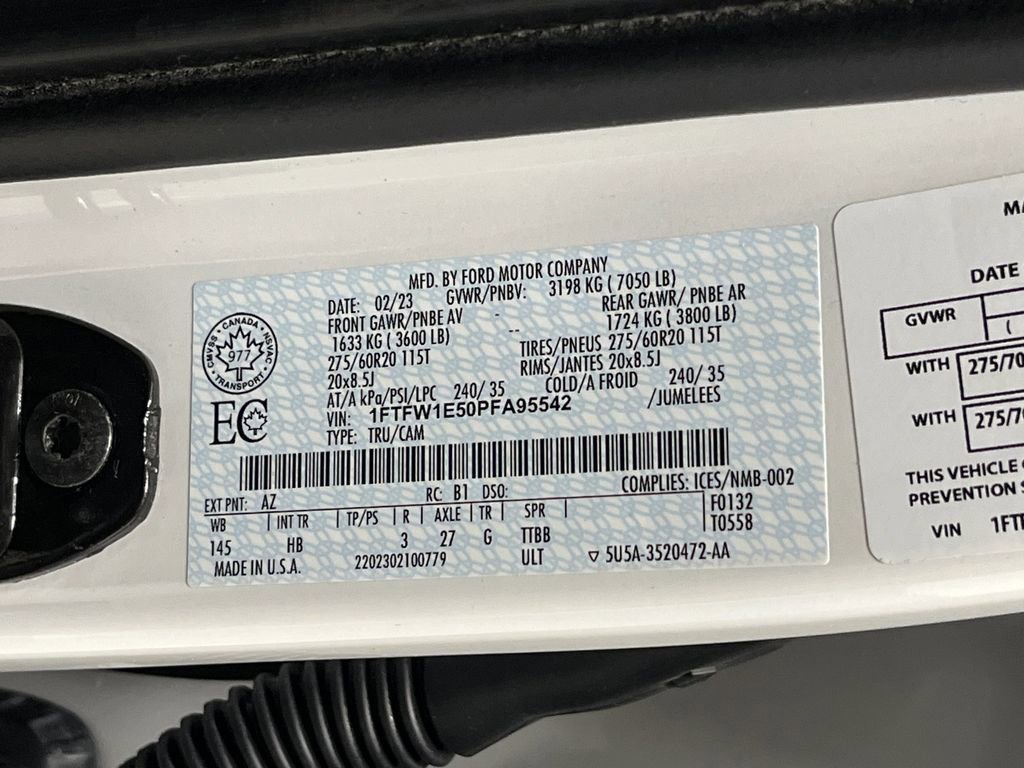 MFD. BY FORD MOTOR COMPANY
DATE: 02/23 GVWR/PNBV: 3198 KG ( 7050 LB)
FRONT GAWR/PNBE AV - REAR GAWR/ PNBE AR
1633 KG ( 3600 LB) -- 1724 KG ( 3800 LB)
275/60R20 115T TIRES/PNEUS 275/60R20 115T
20x8.5J RIMS/JANTES 20x8.5J
AT/A kPa/PSI/LPC 240/ 35 COLD/A FROID 240/ 35
VIN: 1FTFW1E50PFA95542 /JUMELEES
TYPE: TRU/CAM
CANADA
CMVSS NSVAC
977
TRANSPORT
EC
EXT PNT: AZ RC: B1 DSO: COMPLIES: ICES/NMB-002
WB | INT TR | TP/PS | R | AXLE | TR | SPR | F0132
145 HB 3 27 G TTBB T0558
MADE IN U.S.A. 2202302100779 ULT ▽ 5U5A-3520472-AA
DATE
GVWR (
WITH 275/70
WITH 275/70
THIS VEHICLE
PREVENTION
VIN 1FT